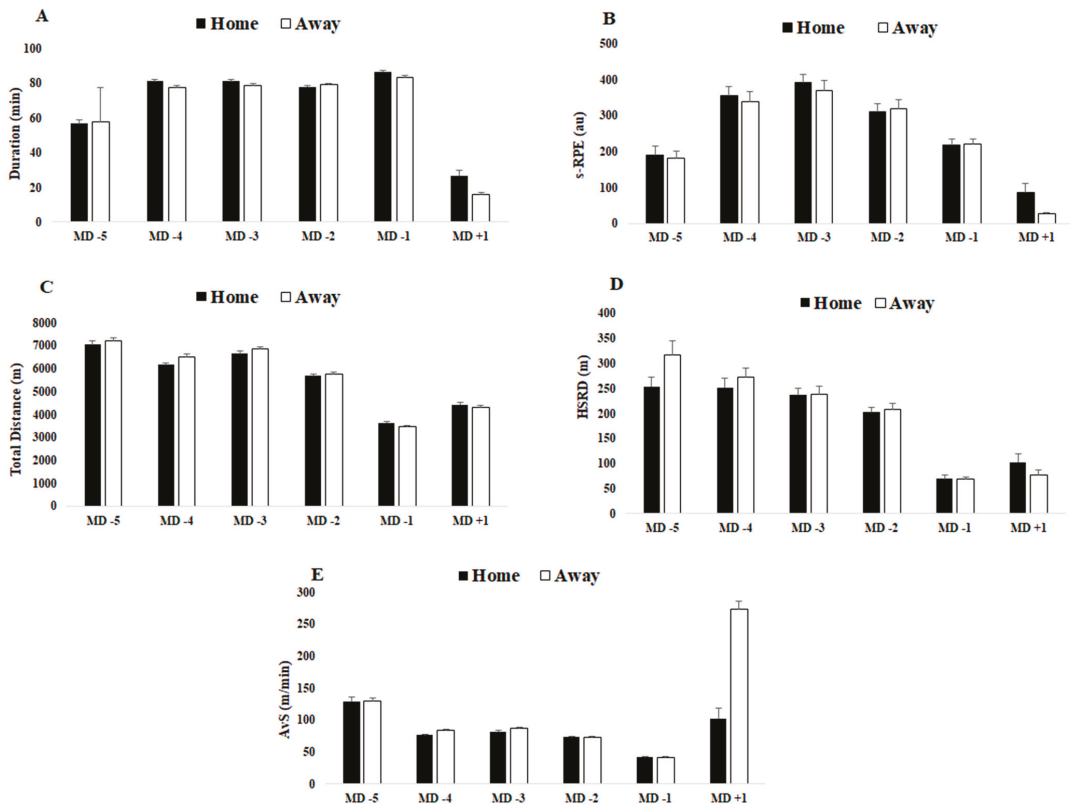 A
Home Away
Duration (min)
100
80
60
40
20
0
MD -5 MD -4 MD -3 MD -2 MD -1 MD +1
B
Home Away
s-RPE (au)
500
400
300
200
100
0
MD -5 MD -4 MD -3 MD -2 MD -1 MD +1
C
Home Away
Total Distance (m)
8000
7000
6000
5000
4000
3000
2000
1000
0
MD -5 MD -4 MD -3 MD -2 MD -1 MD +1
D
Home Away
HSRD (m)
400
350
300
250
200
150
100
50
0
MD -5 MD -4 MD -3 MD -2 MD -1 MD +1
E
Home Away
AvS (m/min)
300
250
200
150
100
50
0
MD -5 MD -4 MD -3 MD -2 MD -1 MD +1